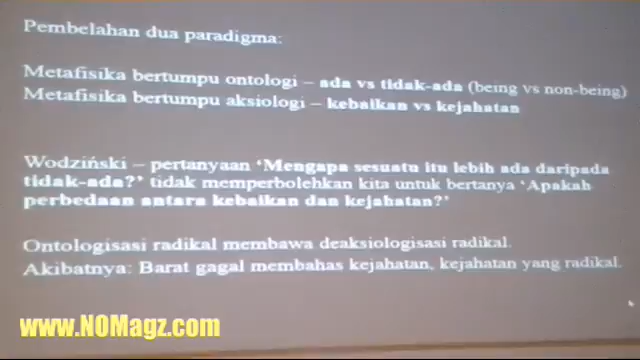 Pembelahan dua paradigma:
Metafisika bertumpu ontologi – ada vs tidak-ada (being vs non-being)
Metafisika bertumpu aksiologi – kebaikan vs kejahatan
Wodziński – pertanyaan ‘Mengapa sesuatu itu lebih ada daripada
tidak-ada?’ tidak memperbolehkan kita untuk bertanya ‘Apakah
perbedaan antara kebaikan dan kejahatan?’
Ontologisasi radikal membawa deaksiologisasi radikal.
Akibatnya: Barat gagal membahas kejahatan, kejahatan yang radikal.
www.NOMagz.com